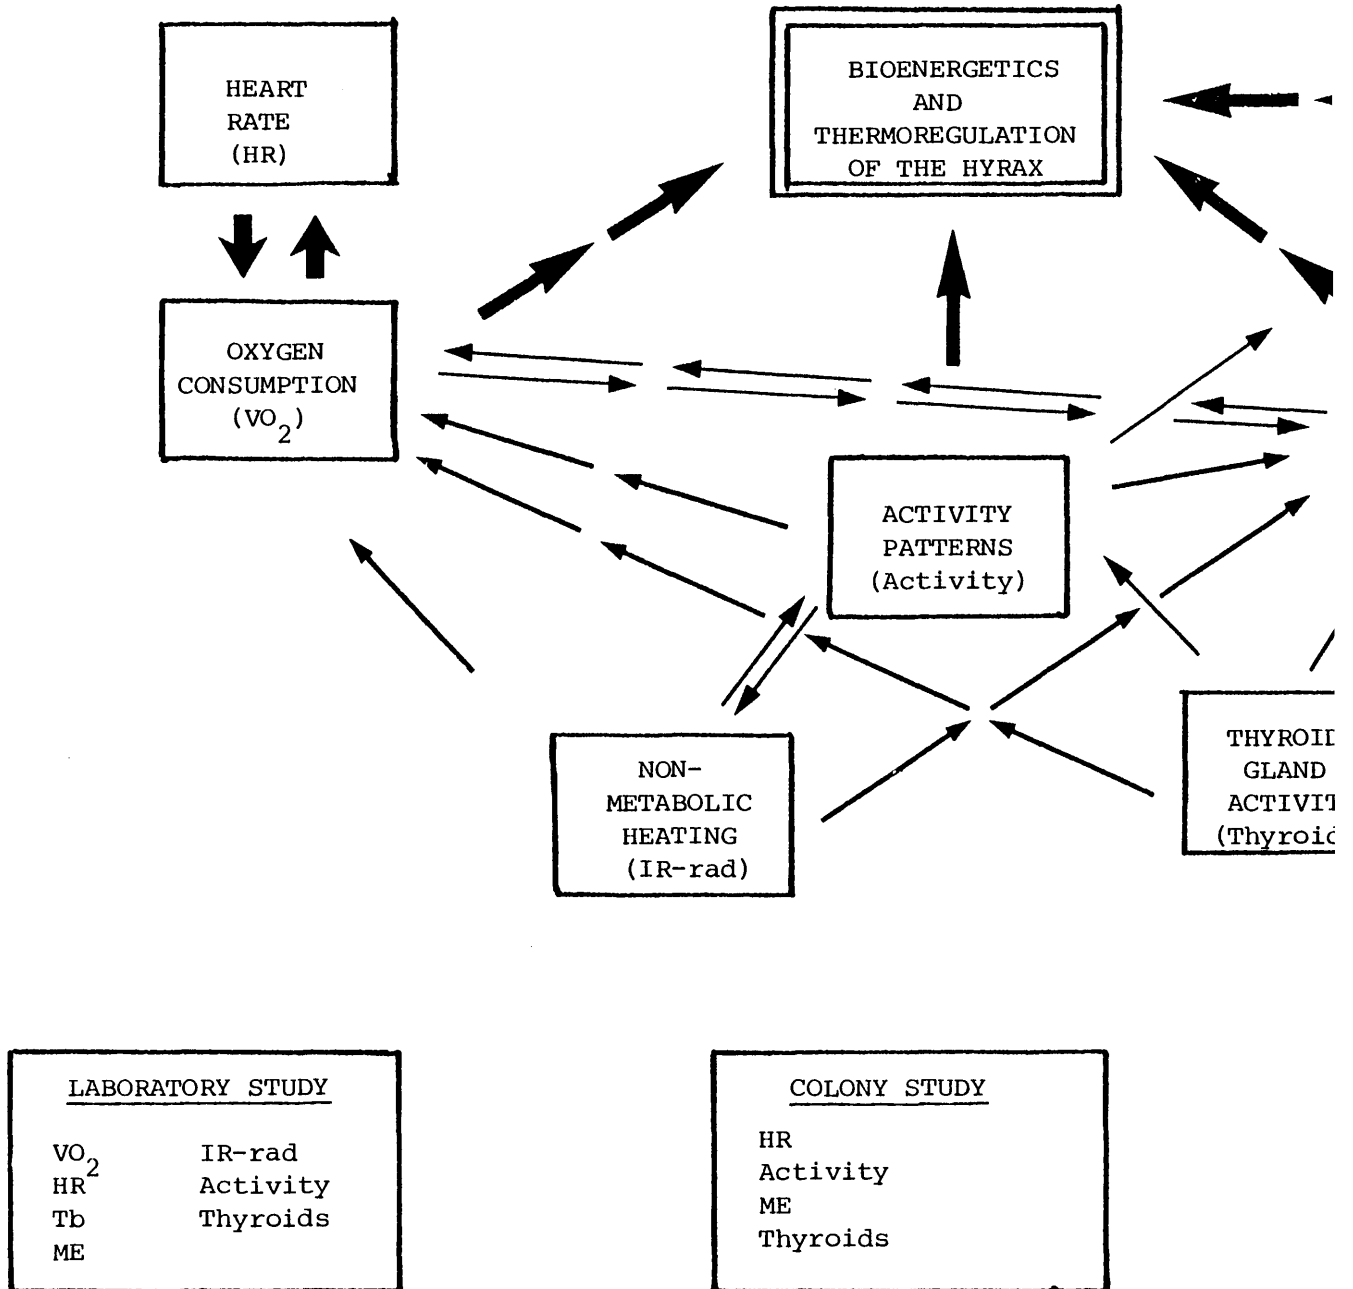 HEART
RATE
(HR)
BIOENERGETICS
AND
THERMOREGULATION
OF THE HYRAX
OXYGEN
CONSUMPTION
(VO2)
ACTIVITY
PATTERNS
(Activity)
NON-
METABOLIC
HEATING
(IR-rad)
GLAND
LABORATORY STUDY
VO2 IR-rad
HR Activity
Tb Thyroids
ME
COLONY STUDY
HR
Activity
ME
Thyroids